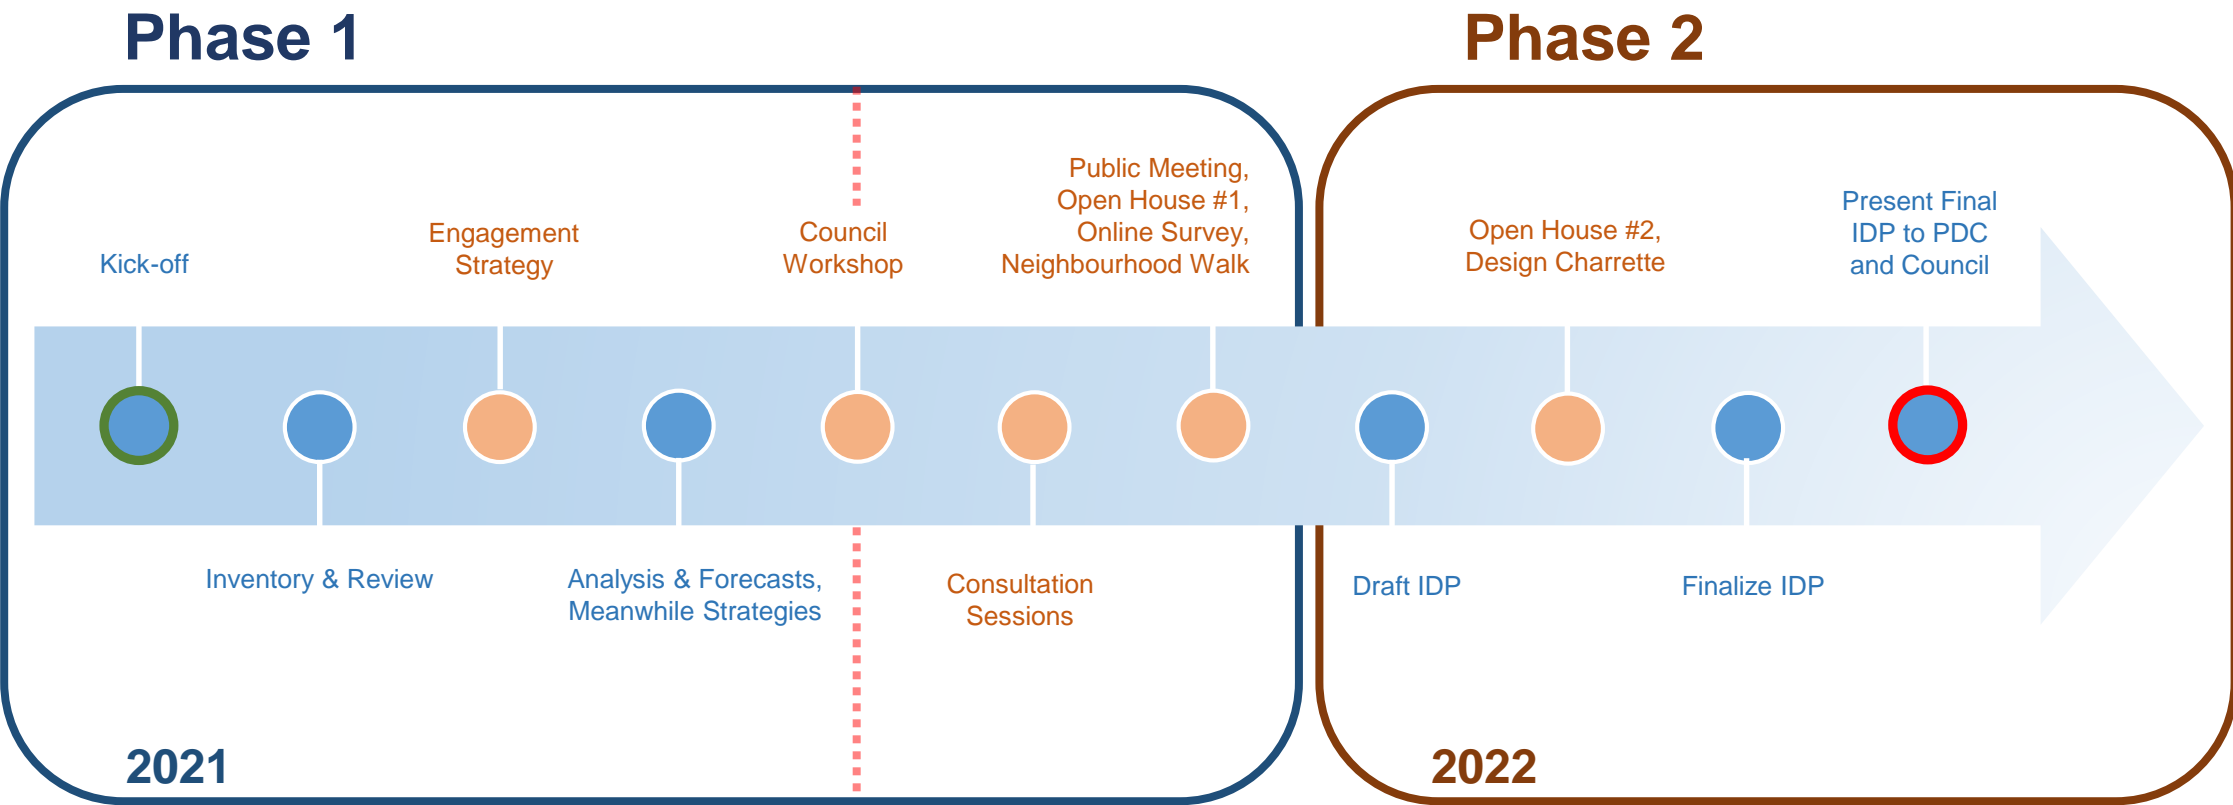 Phase 1
Phase 2
Kick-off
Engagement
Strategy
Council
Workshop
Public Meeting,
Open House #1,
Online Survey,
Neighbourhood Walk
Open House #2,
Design Charrette
Present Final
IDP to PDC
and Council
Inventory & Review
Analysis & Forecasts,
Meanwhile Strategies
Consultation
Sessions
Draft IDP
Finalize IDP
2021
2022